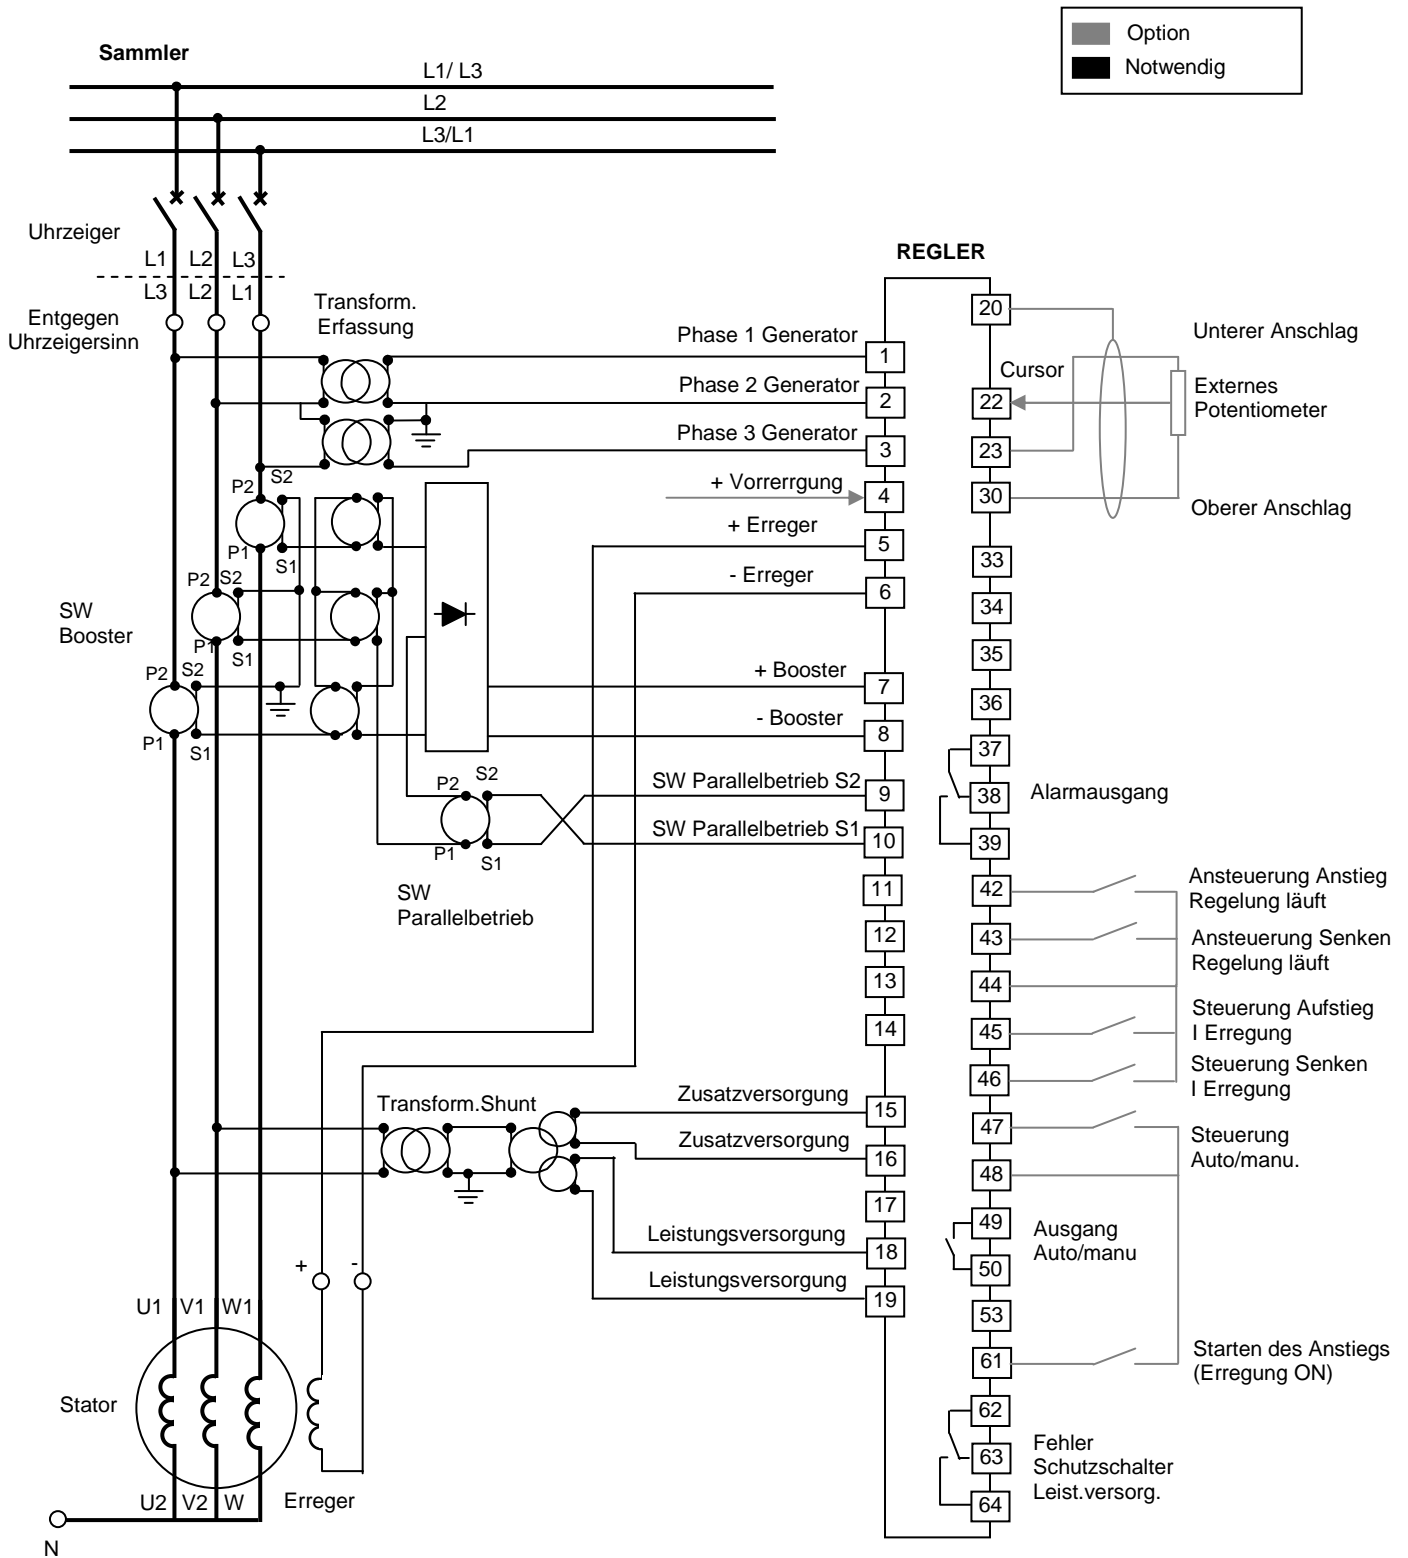 Option
Notwendig
Sammler
L1/ L3
L2
L3/L1
Uhrzeiger
L1 L2 L3
L3 L2 L1
Entgegen
Uhrzeigersinn
Transform.
Erfassung
REGLER
Phase 1 Generator
1
Phase 2 Generator
2
Phase 3 Generator
3
+ Vorrerrgung
4
+ Erreger
5
- Erreger
6
+ Booster
7
- Booster
8
SW Parallelbetrieb S2
9
SW Parallelbetrieb S1
10
11
12
13
14
Zusatzversorgung
15
Zusatzversorgung
16
17
Leistungsversorgung
18
Leistungsversorgung
19
20
Unterer Anschlag
Cursor
22
Externes
Potentiometer
23
30
Oberer Anschlag
33
34
35
36
37
38
Alarmausgang
39
42
Ansteuerung Anstieg
Regelung läuft
43
Ansteuerung Senken
Regelung läuft
44
45
Steuerung Aufstieg
I Erregung
46
Steuerung Senken
I Erregung
47
Steuerung
Auto/manu.
48
49
Ausgang
Auto/manu
50
53
61
Starten des Anstiegs
(Erregung ON)
62
63
Fehler
Schutzschalter
Leist.versorg.
64
P2 S2
P1 S1
P2 S2
P1 S1
P2 S2
P1 S1
SW
Booster
P2 S2
P1 S1
SW
Parallelbetrieb
Transform.Shunt
+ -
U1 V1 W1
Stator
U2 V2 W
Erreger
N